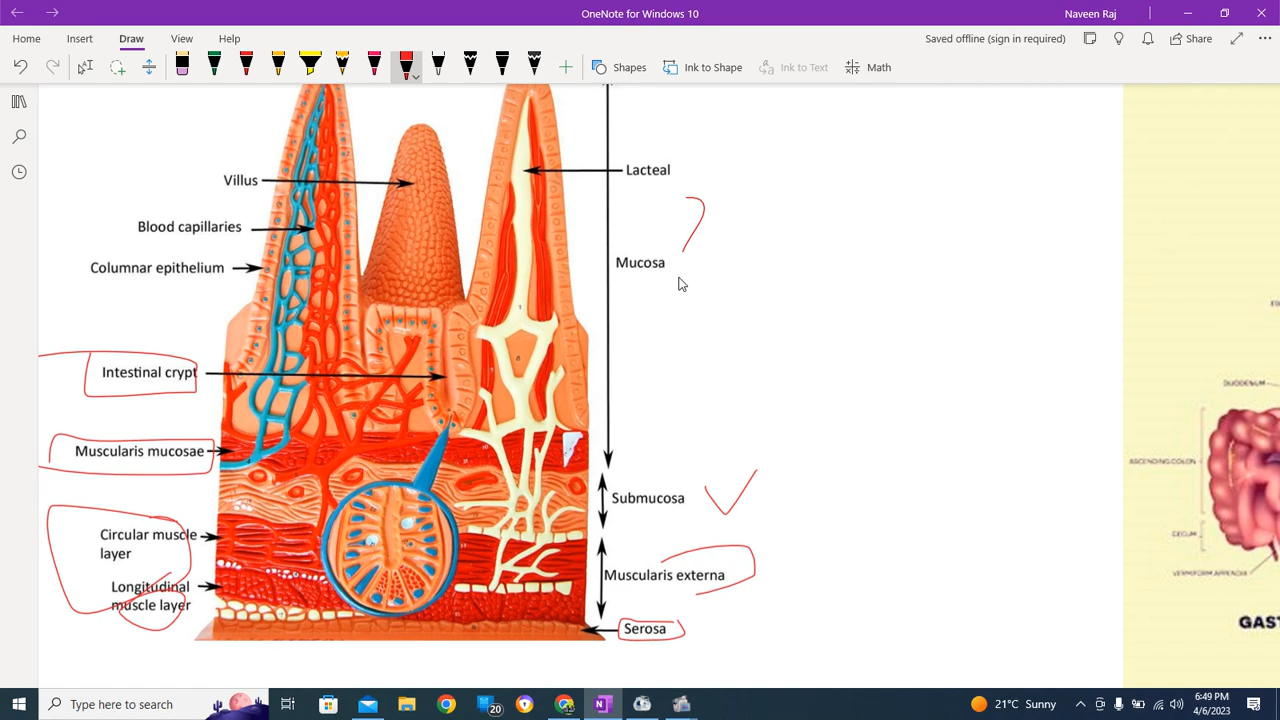 OneNote for Windows 10
Naveen Raj
Home
Insert
Draw
View
Help
Saved offline (sign in required)
Share
Shapes
Ink to Shape
Ink to Text
Math
Villus
Lacteal
Blood capillaries
Columnar epithelium
Mucosa
Intestinal crypt
DUODENUM
Muscularis mucosae
ASCENDING COLON
Submucosa
Circular muscle
layer
CECUM
Muscularis externa
VERMIFORM APPENDIX
Longitudinal
muscle layer
Serosa
GAST
Type here to search
20
21°C Sunny
6:49 PM
2/6/2023